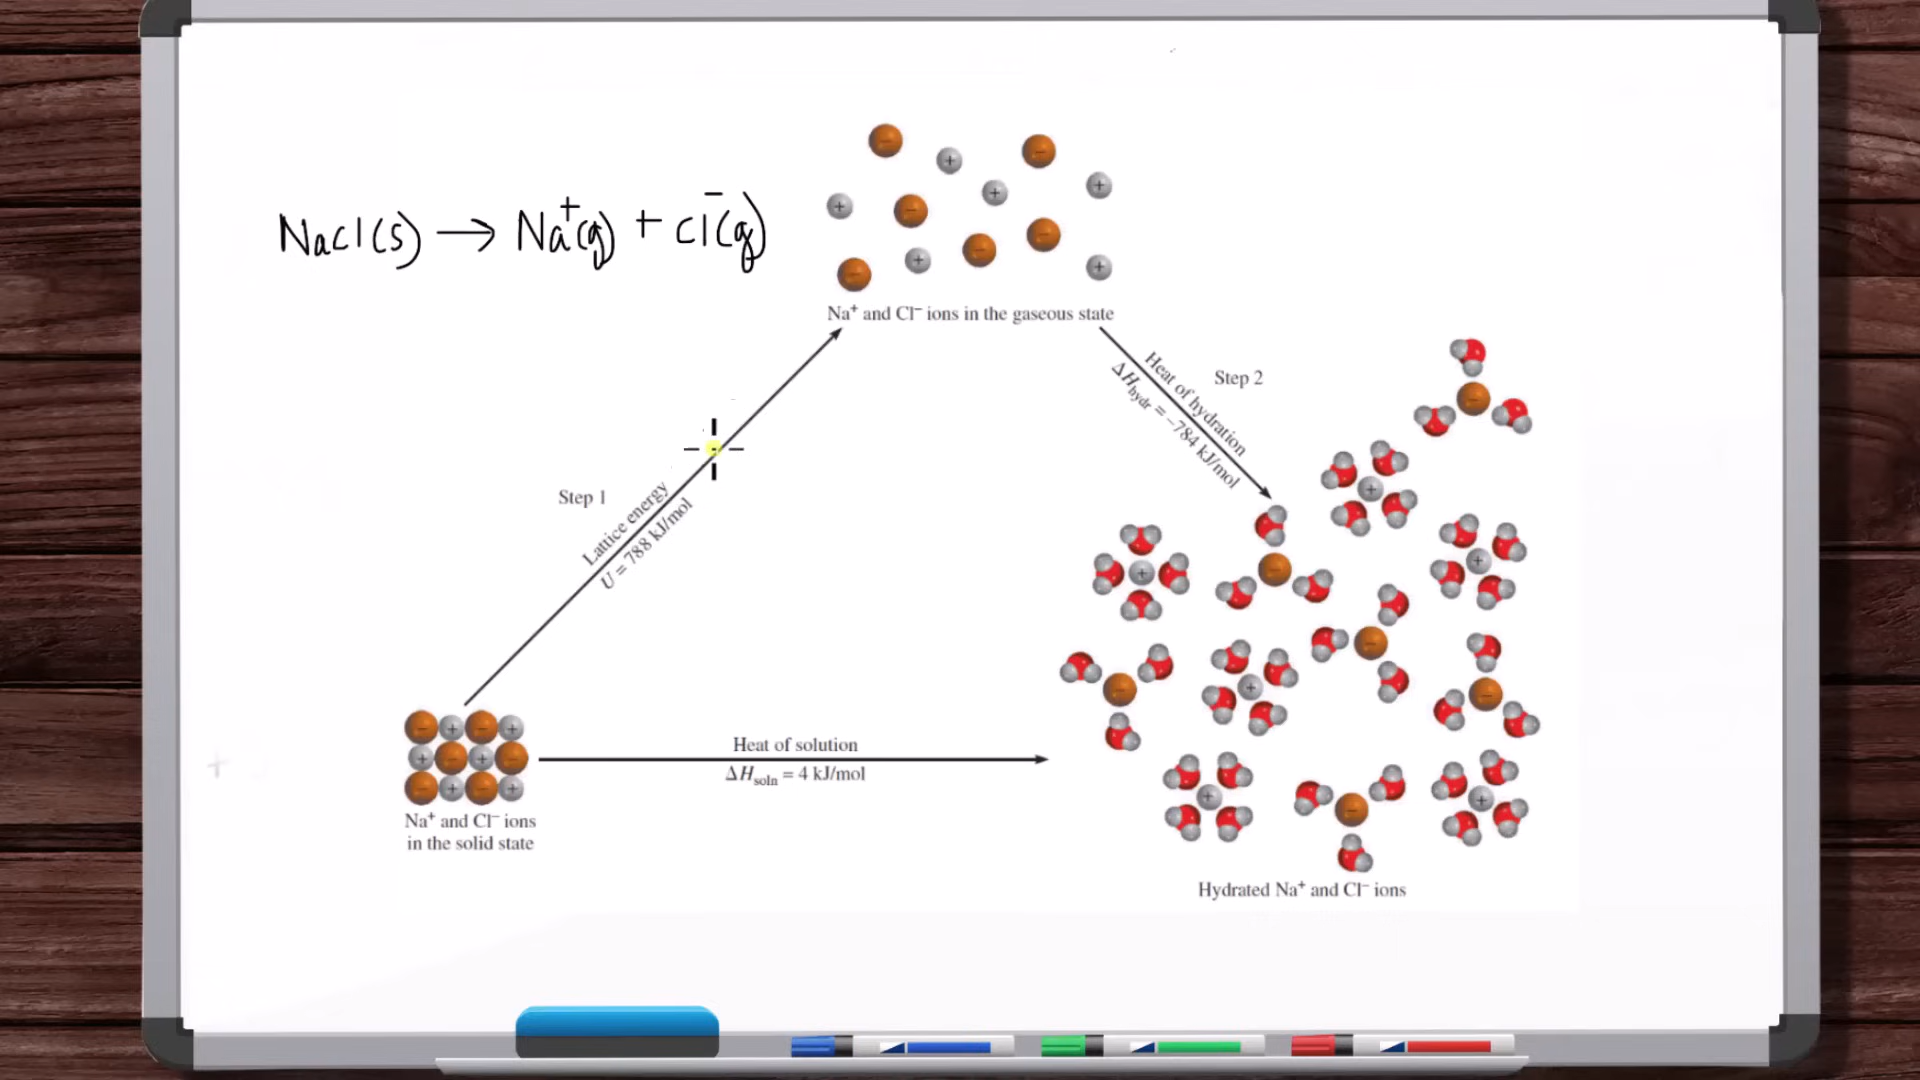 NaCl(s) → Na⁺(g) + Cl⁻(g)
Na⁺ and Cl⁻ ions in the gaseous state
Step 2
Heat of hydration
ΔH_hydr = –784 kJ/mol
Step 1
Lattice energy
U = 788 kJ/mol
Heat of solution
ΔH_soln = 4 kJ/mol
Na⁺ and Cl⁻ ions
in the solid state
Hydrated Na⁺ and Cl⁻ ions